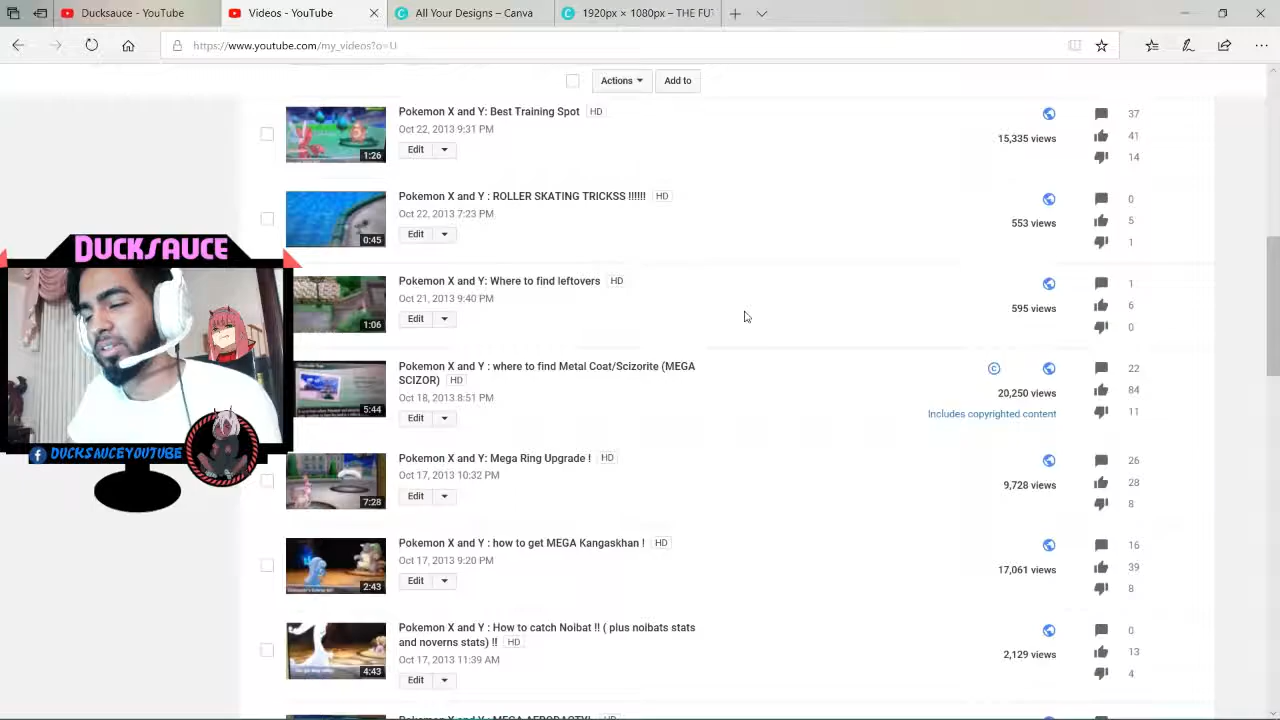 Videos - YouTube
Videos - YouTube
All Your Designs - Canva
1920px × 1080px – THE FUT
https://www.youtube.com/my_videos?o=U
Actions
Add to
Pokemon X and Y: Best Training Spot HD
Oct 22, 2013 9:31 PM
Edit
1:26
15,335 views
37
41
14
Pokemon X and Y : ROLLER SKATING TRICKSS !!!!!! HD
Oct 22, 2013 7:23 PM
Edit
0:45
553 views
0
5
1
Pokemon X and Y: Where to find leftovers HD
Oct 21, 2013 9:40 PM
Edit
1:06
595 views
1
6
0
Pokemon X and Y : where to find Metal Coat/Scizorite (MEGA
SCIZOR) HD
Oct 18, 2013 8:51 PM
Edit
5:44
20,250 views
Includes copyrighted content
22
84
11
Pokemon X and Y: Mega Ring Upgrade ! HD
Oct 17, 2013 10:32 PM
Edit
7:28
9,728 views
26
28
8
Pokemon X and Y : how to get MEGA Kangaskhan ! HD
Oct 17, 2013 9:20 PM
Edit
2:43
17,061 views
16
39
8
Pokemon X and Y : How to catch Noibat !! ( plus noibats stats
and noverns stats) !! HD
Oct 17, 2013 11:39 AM
Edit
4:43
2,129 views
0
13
4
DUCKSAUCE
DUCKSAUCEYOUTUBE